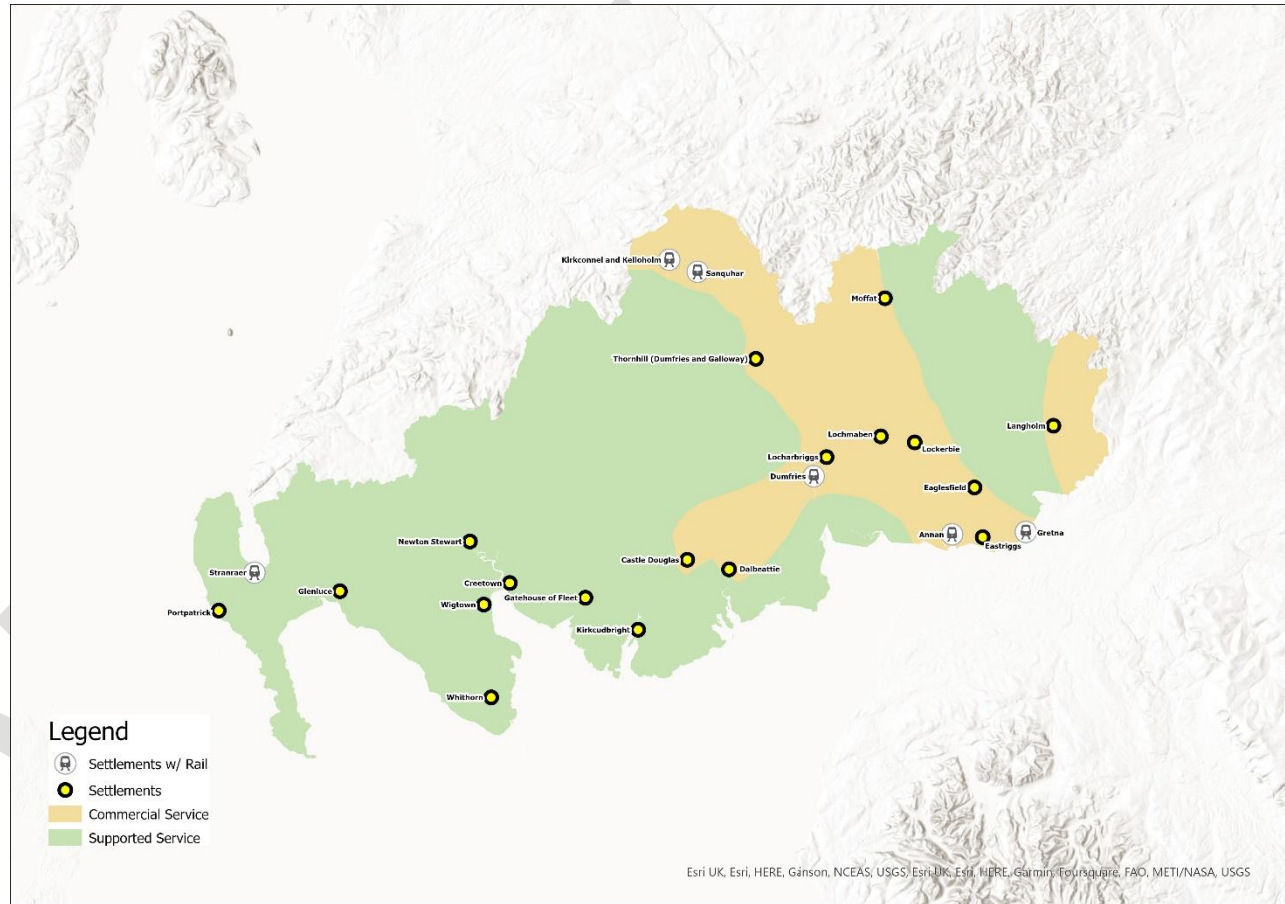 Kirkconnel and Kelloholm
Sanquhar
Moffat
Thornhill (Dumfries and Galloway)
Langholm
Lochmaben
Lockerbie
Locharbriggs
Dumfries
Eaglesfield
Annan
Gretna
Eastriggs
Newton Stewart
Castle Douglas
Dalbeattie
Stranraer
Creetown
Glenluce
Gatehouse of Fleet
Wigtown
Portpatrick
Kirkcudbright
Whithorn
Legend
Settlements w/ Rail
Settlements
Commercial Service
Supported Service
Esri UK, Esri, HERE, Garmin, NCEAS, USGS, Esri UK, Esri, HERE, Garmin, Foursquare, FAO, METI/NASA, USGS